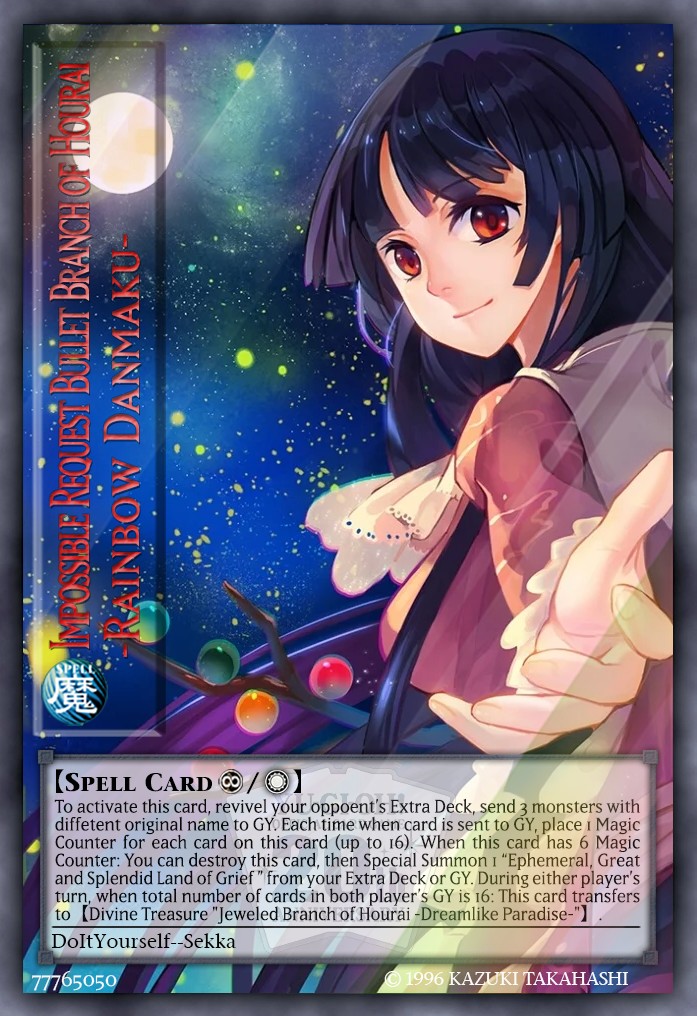 IMPOSSIBLE REQUEST BULLET BRANCH OF HOURAI
-RAINBOW DANMAKU-
SPELL
魔
【SPELL CARD ∞/】
To activate this card, revivel your oppoent's Extra Deck, send 3 monsters with
diffetent original name to GY. Each time when card is sent to GY, place 1 Magic
Counter for each card on this card (up to 16). When this card has 6 Magic
Counter: You can destroy this card, then Special Summon 1 "Ephemeral, Great
and Splendid Land of Grief " from your Extra Deck or GY. During either player's
turn, when total number of cards in both player's GY is 16: This card transfers
to【Divine Treasure "Jeweled Branch of Hourai -Dreamlike Paradise-"】.
DoItYourself--Sekka
77765050
© 1996 KAZUKI TAKAHASHI